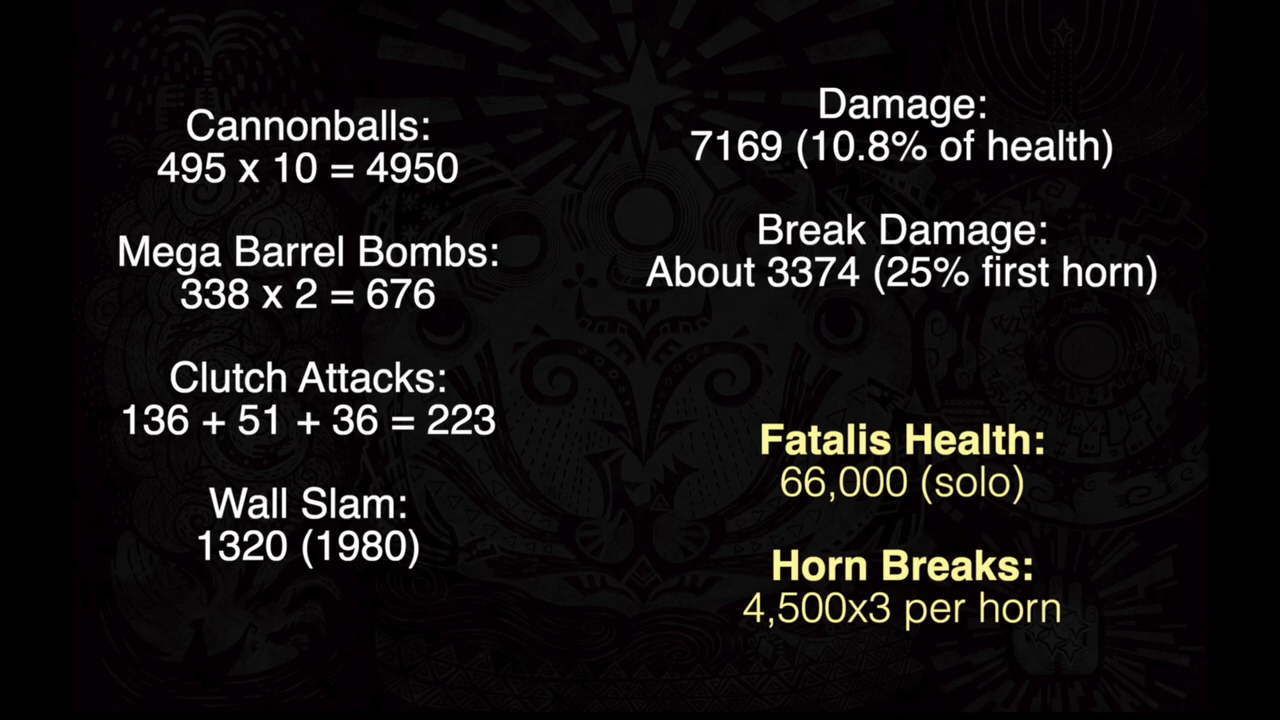 Cannonballs:
495 x 10 = 4950
Mega Barrel Bombs:
338 x 2 = 676
Clutch Attacks:
136 + 51 + 36 = 223
Wall Slam:
1320 (1980)
Damage:
7169 (10.8% of health)
Break Damage:
About 3374 (25% first horn)
Fatalis Health:
66,000 (solo)
Horn Breaks:
4,500x3 per horn